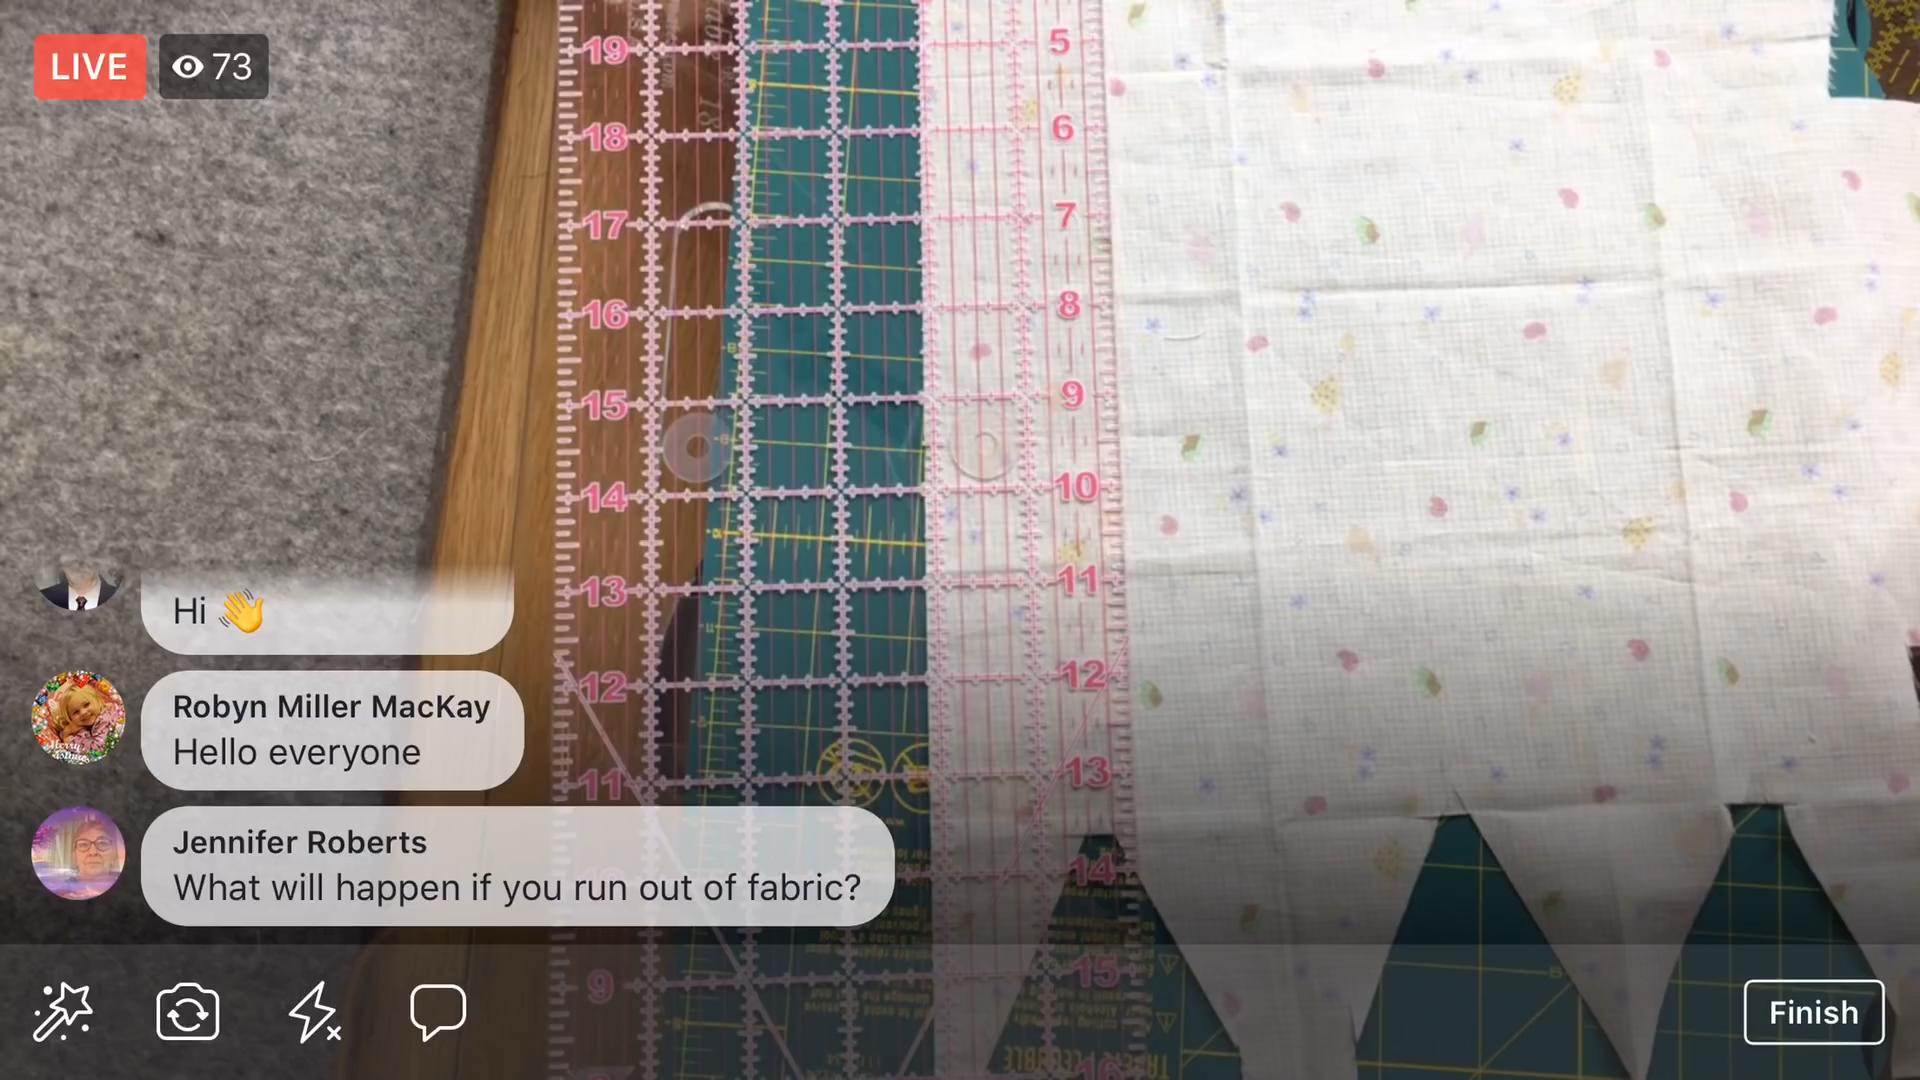 LIVE 73
19 5
18 6
17 7
16 8
15 9
14 10
13 11
12 12
11 13
14
9 15
16
Hi 👋
Robyn Miller MacKay
Hello everyone
Jennifer Roberts
What will happen if you run out of fabric?
Finish